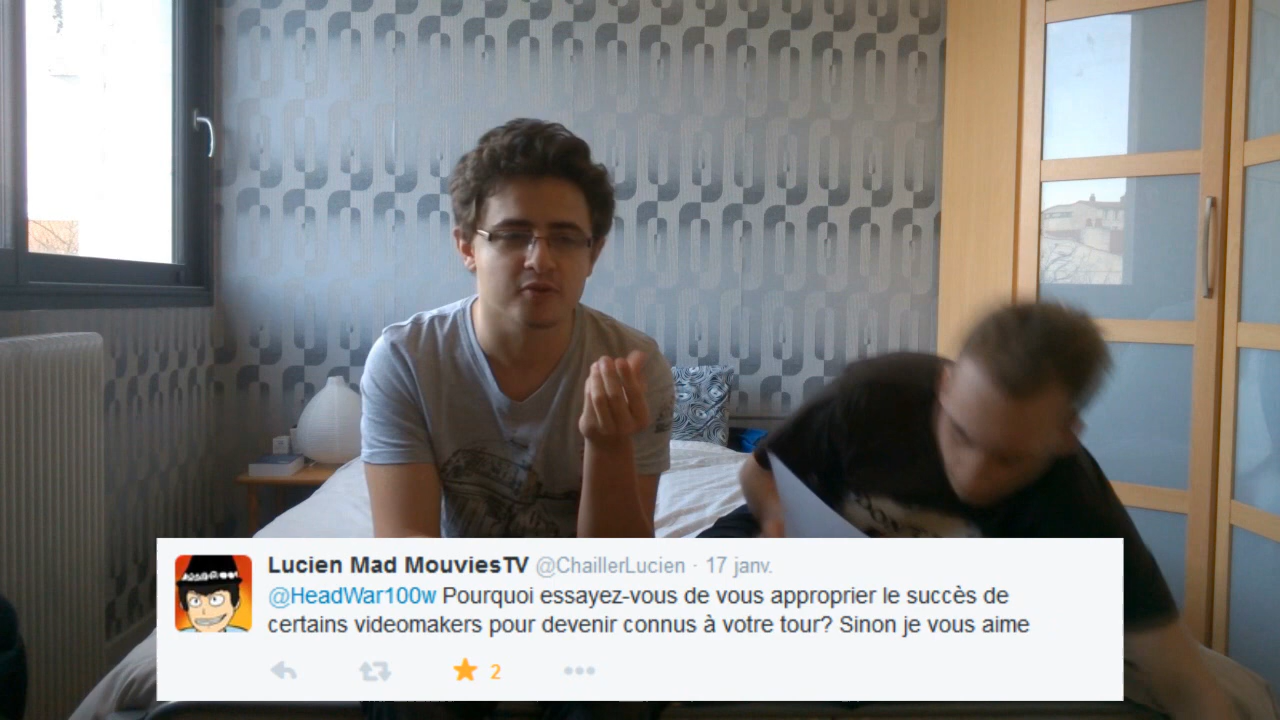 Lucien Mad MouviesTV @ChaillerLucien · 17 janv.
@HeadWar100w Pourquoi essayez-vous de vous approprier le succès de
certains videomakers pour devenir connus à votre tour? Sinon je vous aime
2